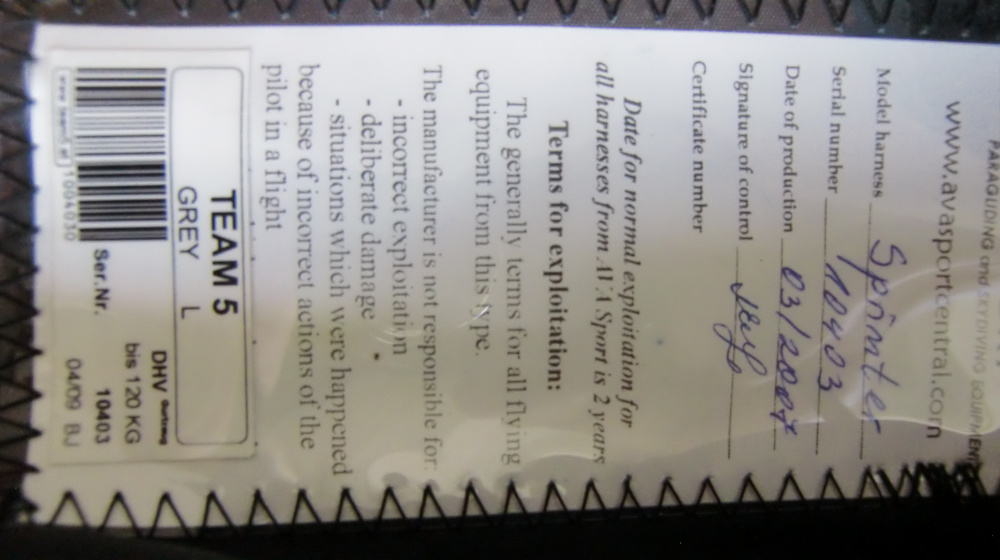 PARAGLIDING and SKYDIVING EQUIPMENT
www.avasportcentral.com
Model harness Sprinter
Serial number 10403
Date of production 03/2007
Signature of control
Certificate number
Date for normal exploitation for
all harnesses from AVA Sport is 2 years
Terms for exploitation:
The generally terms for all flying
equipment from this type.
The manufacturer is not responsible for:
- incorrect exploitation
- deliberate damage
- situations which were happened
because of incorrect actions of the
pilot in a flight
TEAM 5
GREY L
1004030
DHV
bis 120 KG
Ser.Nr. 10403
04/09 BJ